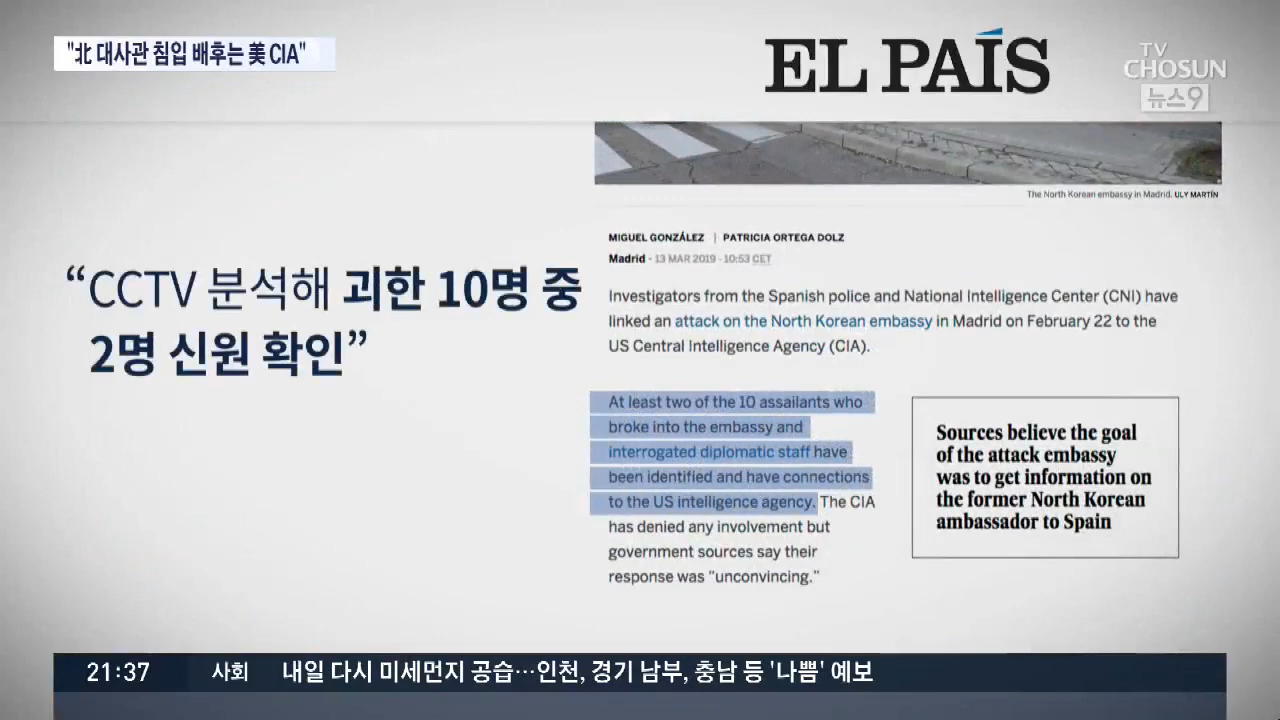 "北 대사관 침입 배후는 美 CIA"
EL PAÍS
TV
CHOSUN
뉴스9
The North Korean embassy in Madrid. ULY MARTÍN
MIGUEL GONZÁLEZ | PATRICIA ORTEGA DOLZ
Madrid - 13 MAR 2019 - 10:53 CET
“CCTV 분석해 괴한 10명 중
2명 신원 확인”
Investigators from the Spanish police and National Intelligence Center (CNI) have
linked an attack on the North Korean embassy in Madrid on February 22 to the
US Central Intelligence Agency (CIA).
At least two of the 10 assailants who
broke into the embassy and
interrogated diplomatic staff have
been identified and have connections
to the US intelligence agency. The CIA
has denied any involvement but
government sources say their
response was “unconvincing.”
Sources believe the goal
of the attack embassy
was to get information on
the former North Korean
ambassador to Spain
21:37 사회 내일 다시 미세먼지 공습…인천, 경기 남부, 충남 등 '나쁨' 예보